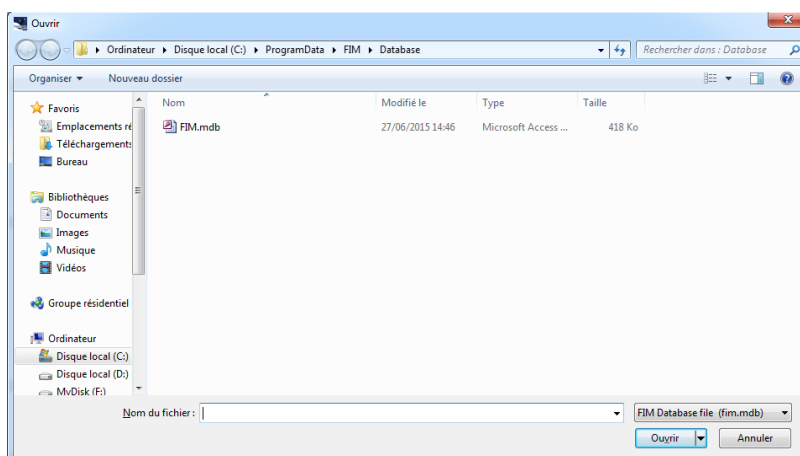 Ouvrir
Ordinateur ▸ Disque local (C:) ▸ ProgramData ▸ FIM ▸ Database
Rechercher dans : Database
Organiser
Nouveau dossier
Nom
Modifié le
Type
Taille
FIM.mdb
27/06/2015 14:46
Microsoft Access ...
418 Ko
Favoris
Emplacements ré
Téléchargements
Bureau
Bibliothèques
Documents
Images
Musique
Vidéos
Groupe résidentiel
Ordinateur
Disque local (C:)
Disque local (D:)
MyDisk (F:)
Nom du fichier :
FIM Database file (fim.mdb)
Ouvrir
Annuler